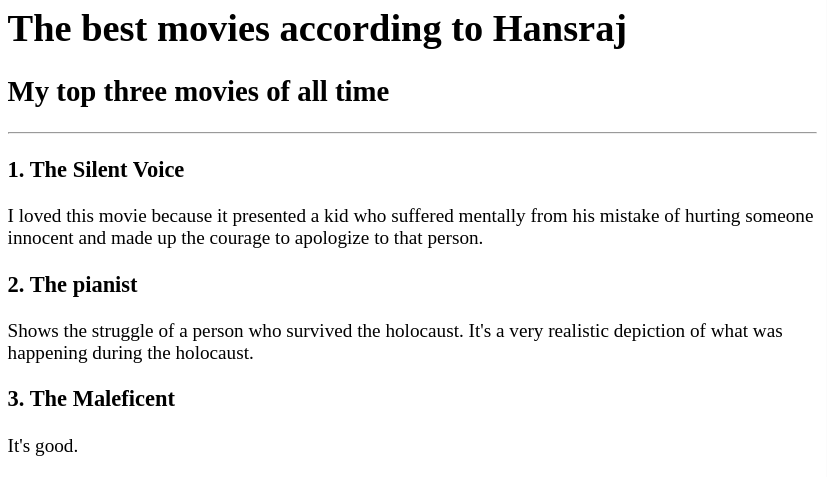 The best movies according to Hansraj
My top three movies of all time
1. The Silent Voice
I loved this movie because it presented a kid who suffered mentally from his mistake of hurting someone
innocent and made up the courage to apologize to that person.
2. The pianist
Shows the struggle of a person who survived the holocaust. It's a very realistic depiction of what was
happening during the holocaust.
3. The Maleficent
It's good.